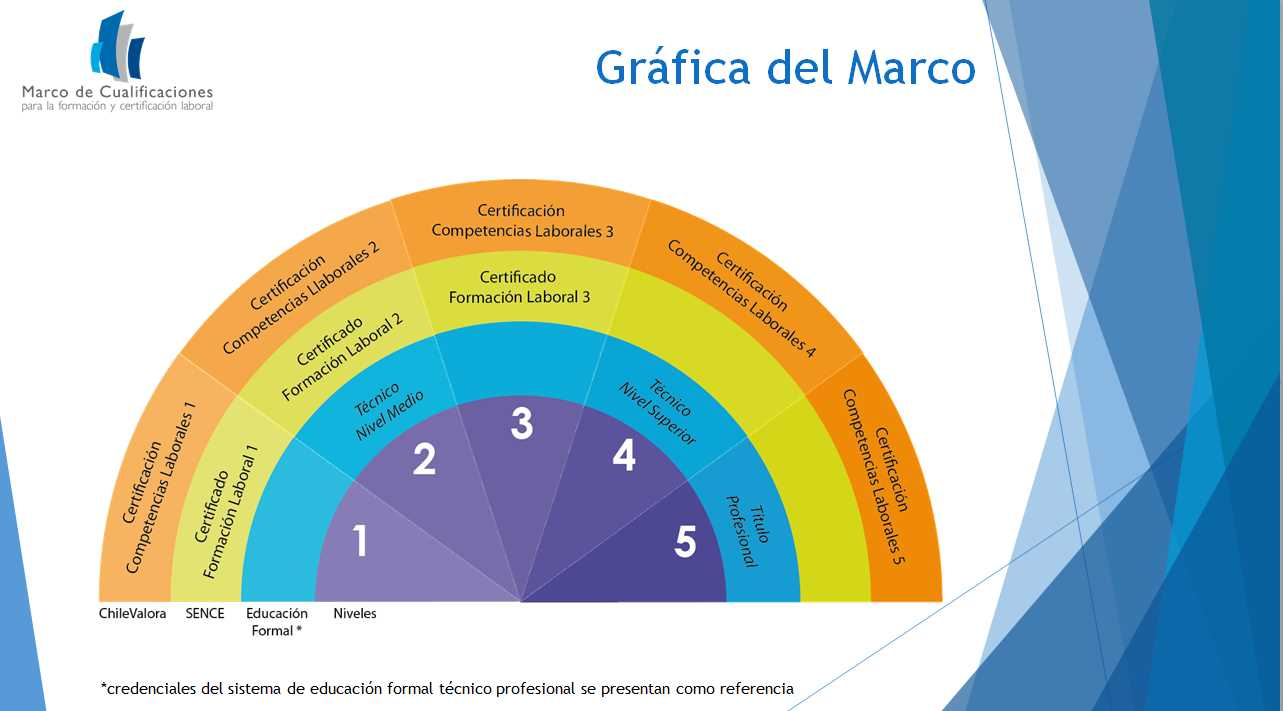 Marco de Cualificaciones
para la formación y certificación laboral
Gráfica del Marco
Certificación
Competencias Laborales 1
Certificación
Competencias Llaborales 2
Certificación
Competencias Laborales 3
Certificación
Competencias Laborales 4
Certificación
Competencias Laborales 5
Certificado
Formación Laboral 1
Certificado
Formación Laboral 2
Certificado
Formación Laboral 3
Técnico
Nivel Medio
Técnico
Nivel Superior
Título
Profesional
1
2
3
4
5
ChileValora
SENCE
Educación
Formal *
Niveles
*credenciales del sistema de educación formal técnico profesional se presentan como referencia